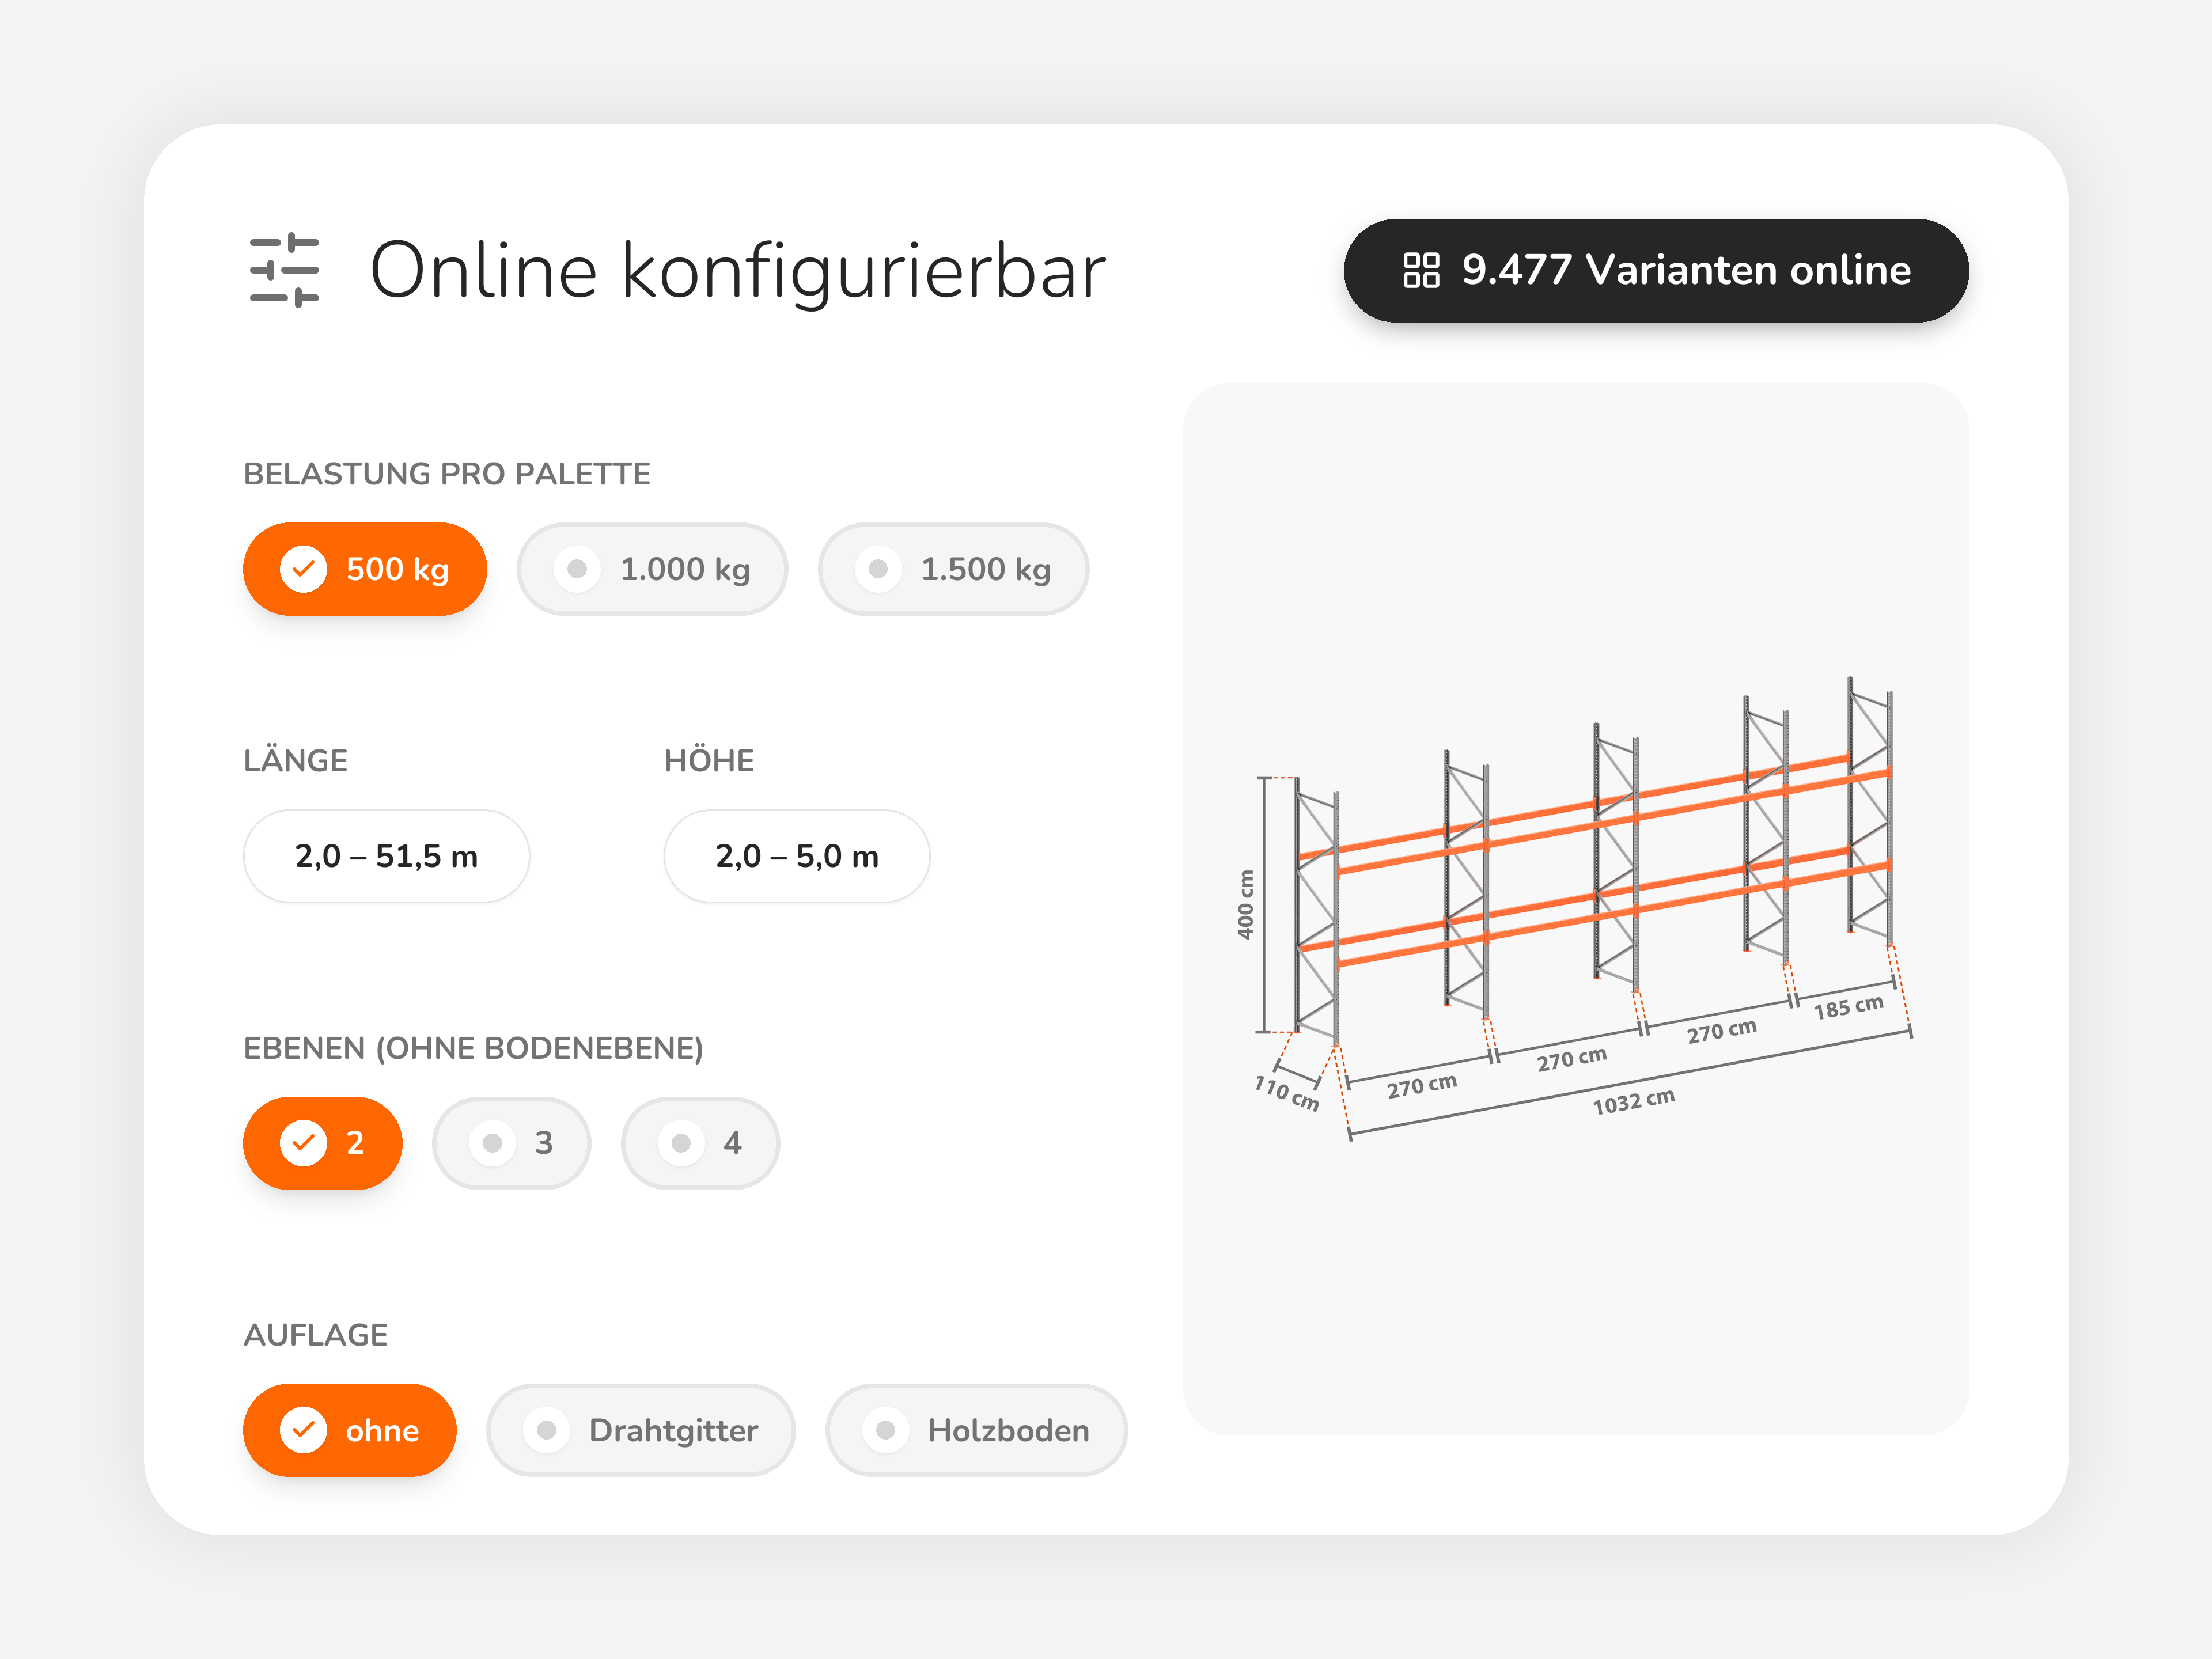 Online konfigurierbar
9.477 Varianten online
BELASTUNG PRO PALETTE
500 kg
1.000 kg
1.500 kg
LÄNGE
HÖHE
2,0 – 51,5 m
2,0 – 5,0 m
EBENEN (OHNE BODENEBENE)
2
3
4
AUFLAGE
ohne
Drahtgitter
Holzboden
400 cm
110 cm
270 cm
270 cm
270 cm
185 cm
1032 cm